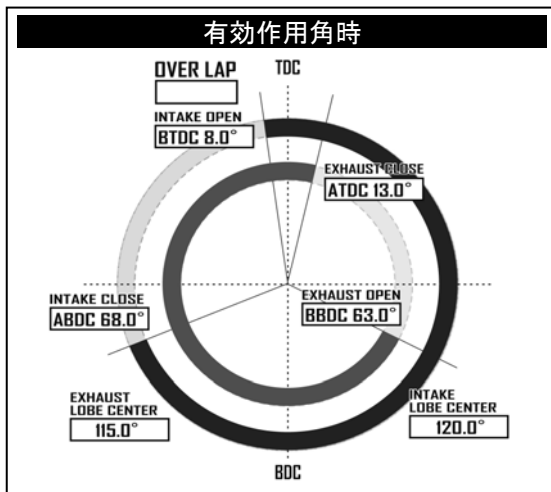 有効作用角時
OVER LAP
TDC
INTAKE OPEN
BTDC 8.0°
EXHAUST CLOSE
ATDC 13.0°
INTAKE CLOSE
ABDC 68.0°
EXHAUST OPEN
BBDC 63.0°
EXHAUST
LOBE CENTER
115.0°
INTAKE
LOBE CENTER
120.0°
BDC